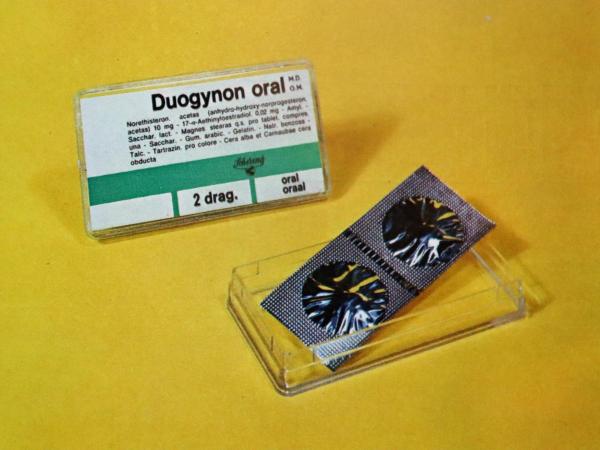 Duogynon oral M.D.
O.M.
Norethisteron. acetas (anhydro-hydroxy-norprogesteron.
acetas) 10 mg - 17-α-Aethinyloestradiol. 0,02 mg - Amyl. -
Sacchar. lact. - Magnes stearas q.s. pro tablet. compres.
una - Sacchar. - Gum. arabic. - Gelatin. - Natr. benzoas -
Talc. - Tartrazin. pro colore - Cera alba et Carnaubae cera
obducta
Schering
2 drag.
oral
oraal